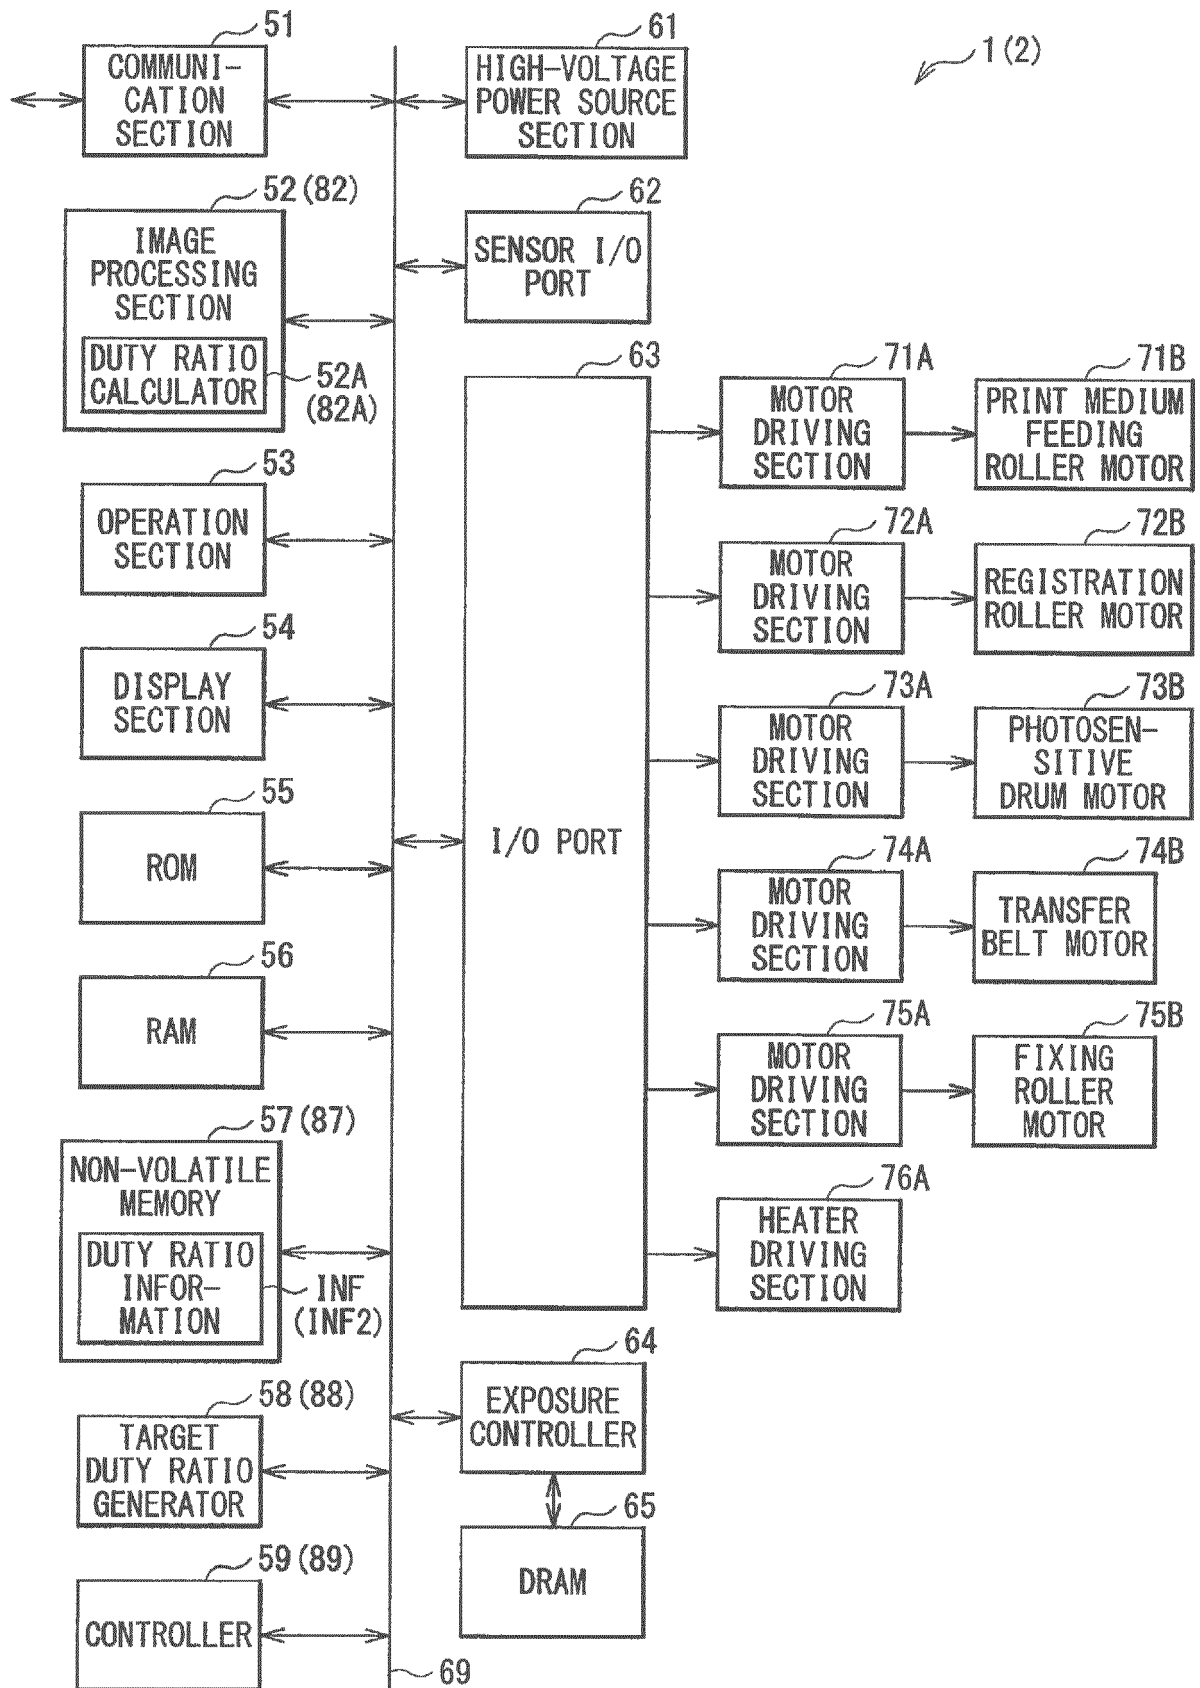 1(2)
51
COMMUNI-
CATION
SECTION
52(82)
IMAGE
PROCESSING
SECTION
DUTY RATIO
CALCULATOR
52A
(82A)
53
OPERATION
SECTION
54
DISPLAY
SECTION
55
ROM
56
RAM
57(87)
NON-VOLATILE
MEMORY
DUTY RATIO
INFOR-
MATION
INF
(INF2)
58(88)
TARGET
DUTY RATIO
GENERATOR
59(89)
CONTROLLER
69
61
HIGH-VOLTAGE
POWER SOURCE
SECTION
62
SENSOR I/O
PORT
63
I/O PORT
64
EXPOSURE
CONTROLLER
65
DRAM
71A
MOTOR
DRIVING
SECTION
71B
PRINT MEDIUM
FEEDING
ROLLER MOTOR
72A
MOTOR
DRIVING
SECTION
72B
REGISTRATION
ROLLER MOTOR
73A
MOTOR
DRIVING
SECTION
73B
PHOTOSEN-
SITIVE
DRUM MOTOR
74A
MOTOR
DRIVING
SECTION
74B
TRANSFER
BELT MOTOR
75A
MOTOR
DRIVING
SECTION
75B
FIXING
ROLLER
MOTOR
76A
HEATER
DRIVING
SECTION